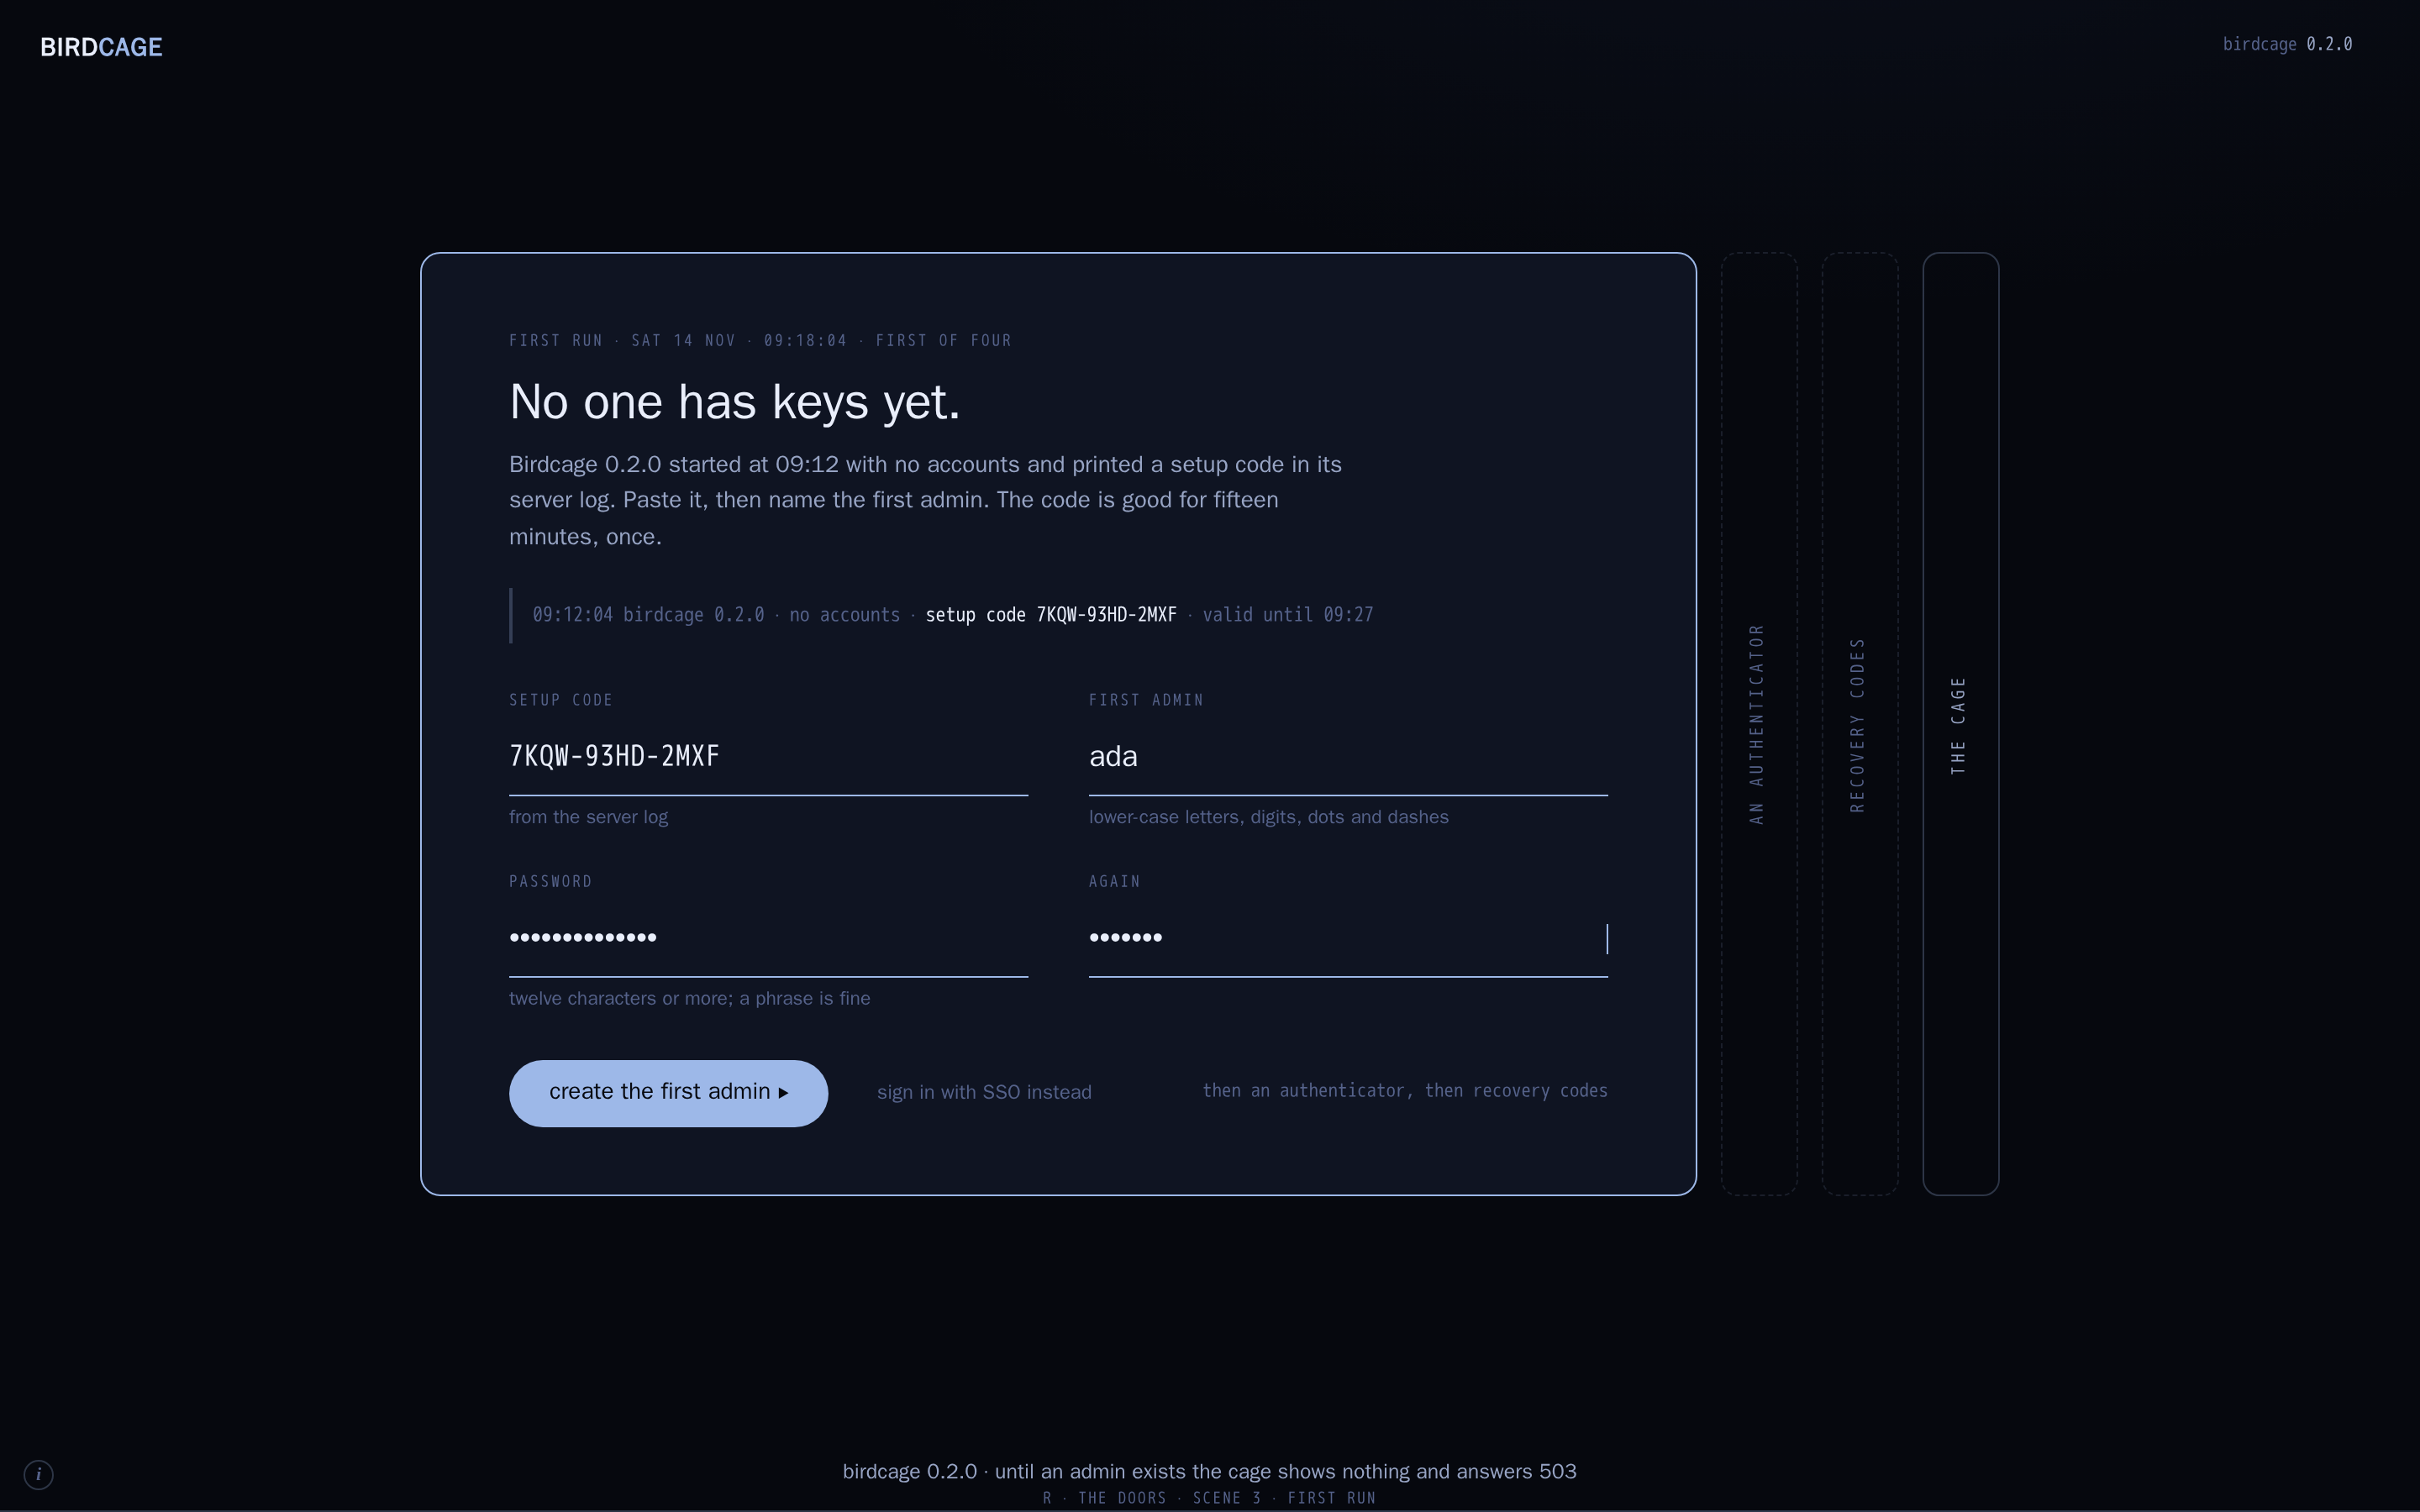 BIRDCAGE
birdcage 0.2.0
FIRST RUN · SAT 14 NOV · 09:18:04 · FIRST OF FOUR
No one has keys yet.
Birdcage 0.2.0 started at 09:12 with no accounts and printed a setup code in its
server log. Paste it, then name the first admin. The code is good for fifteen
minutes, once.
09:12:04 birdcage 0.2.0 · no accounts · setup code 7KQW-93HD-2MXF · valid until 09:27
SETUP CODE
7KQW-93HD-2MXF
from the server log
FIRST ADMIN
ada
lower-case letters, digits, dots and dashes
PASSWORD
••••••••••••••
twelve characters or more; a phrase is fine
AGAIN
•••••••
create the first admin ▸
sign in with SSO instead
then an authenticator, then recovery codes
AN AUTHENTICATOR
RECOVERY CODES
THE CAGE
i
birdcage 0.2.0 · until an admin exists the cage shows nothing and answers 503
R · THE DOORS · SCENE 3 · FIRST RUN